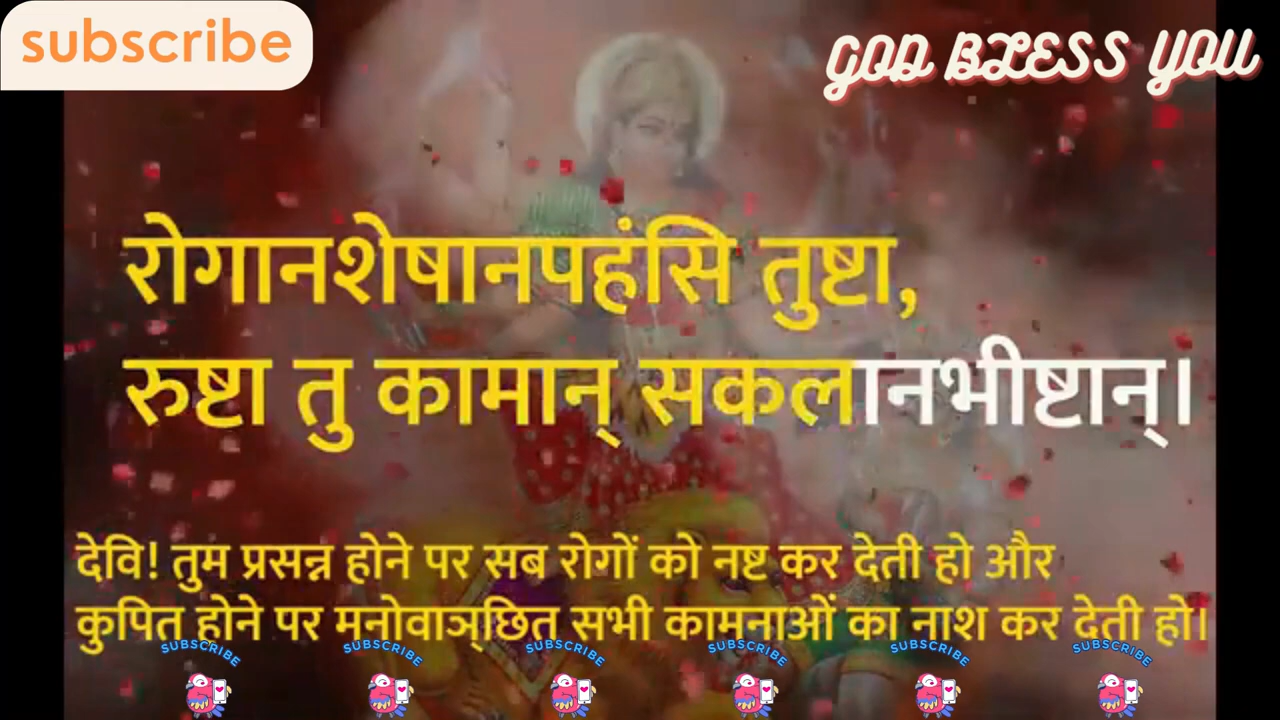 subscribe
GOD BLESS YOU
रोगानशेषानपहंसि तुष्टा,
रुष्टा तु कामान् सकलानभीष्टान्।
देवि! तुम प्रसन्न होने पर सब रोगों को नष्ट कर देती हो और
कुपित होने पर मनोवाञ्छित सभी कामनाओं का नाश कर देती हो।
SUBSCRIBE SUBSCRIBE SUBSCRIBE SUBSCRIBE SUBSCRIBE SUBSCRIBE